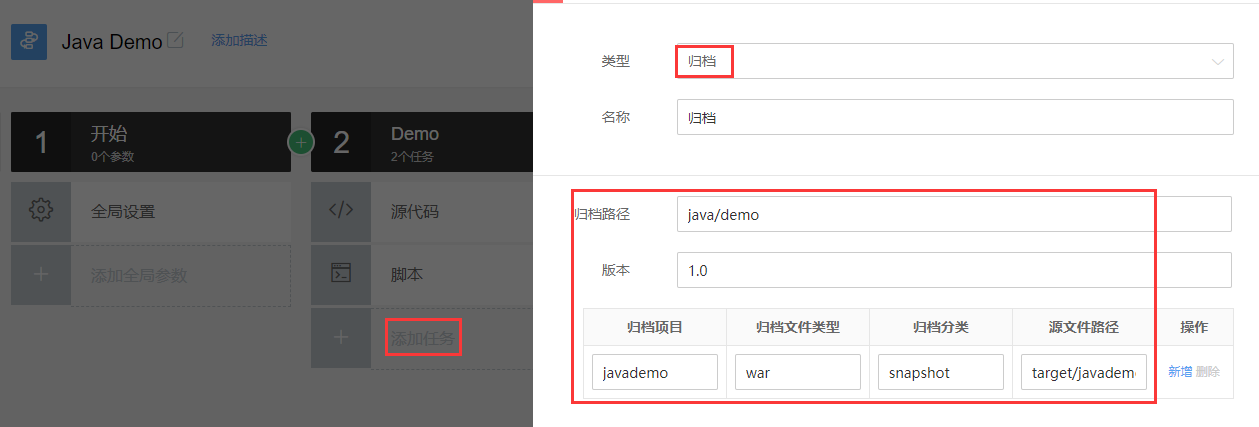 Java Demo 添加描述
1 开始
0个参数
2 Demo
2个任务
全局设置
添加全局参数
源代码
脚本
添加任务
类型 归档
名称 归档
归档路径 java/demo
版本 1.0
归档项目 归档文件类型 归档分类 源文件路径 操作
javademo war snapshot target/javadem 新增 删除